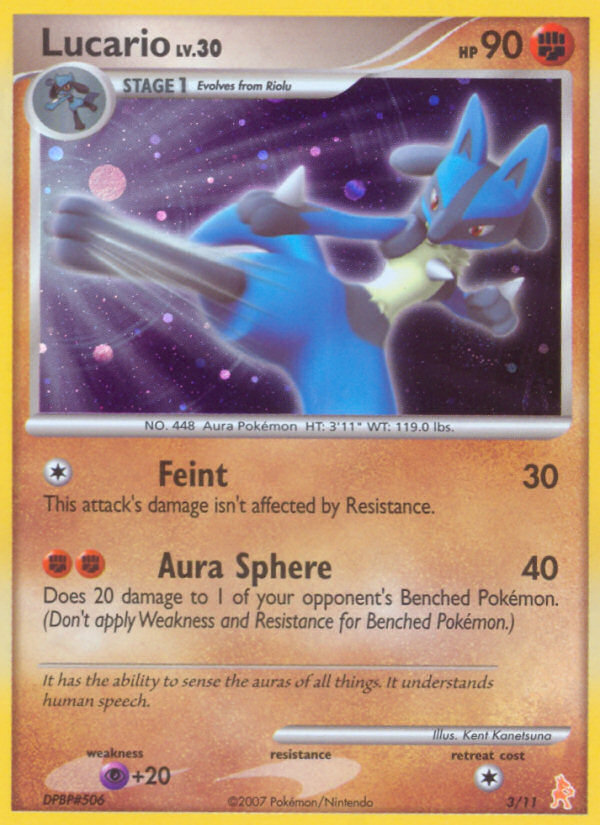 Lucario LV.30
HP 90
STAGE 1 Evolves from Riolu
NO. 448 Aura Pokémon HT: 3'11" WT: 119.0 lbs.
Feint 30
This attack's damage isn't affected by Resistance.
Aura Sphere 40
Does 20 damage to 1 of your opponent's Benched Pokémon.
(Don't apply Weakness and Resistance for Benched Pokémon.)
It has the ability to sense the auras of all things. It understands
human speech.
Illus. Kent Kanetsuna
weakness resistance retreat cost
+20
DPBP#506 ©2007 Pokémon/Nintendo 3/11